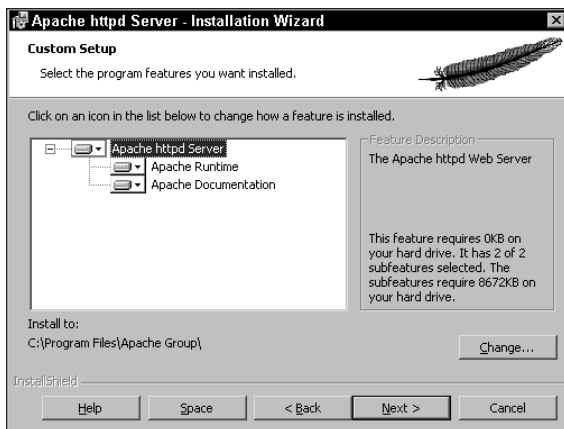 Apache httpd Server - Installation Wizard
Custom Setup
Select the program features you want installed.
Click on an icon in the list below to change how a feature is installed.
Apache httpd Server
Apache Runtime
Apache Documentation
Feature Description
The Apache httpd Web Server
This feature requires 0KB on
your hard drive. It has 2 of 2
subfeatures selected. The
subfeatures require 8672KB on
your hard drive.
Install to:
C:\Program Files\Apache Group\
Change...
InstallShield
Help
Space
< Back
Next >
Cancel